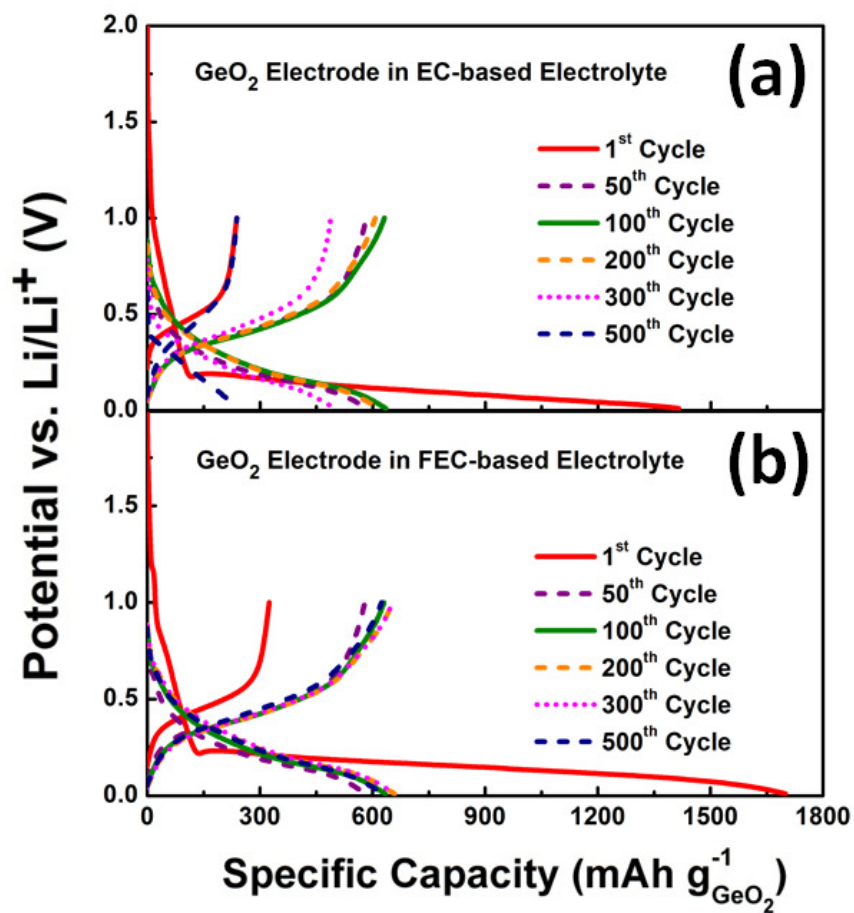 Potential vs. Li/Li⁺ (V)
2.0
1.5
1.0
0.5
0.0
GeO₂ Electrode in EC-based Electrolyte
(a)
1ˢᵗ Cycle
50ᵗʰ Cycle
100ᵗʰ Cycle
200ᵗʰ Cycle
300ᵗʰ Cycle
500ᵗʰ Cycle
1.5
1.0
0.5
0.0
GeO₂ Electrode in FEC-based Electrolyte
(b)
1ˢᵗ Cycle
50ᵗʰ Cycle
100ᵗʰ Cycle
200ᵗʰ Cycle
300ᵗʰ Cycle
500ᵗʰ Cycle
0 300 600 900 1200 1500 1800
Specific Capacity (mAh g⁻¹GeO₂)